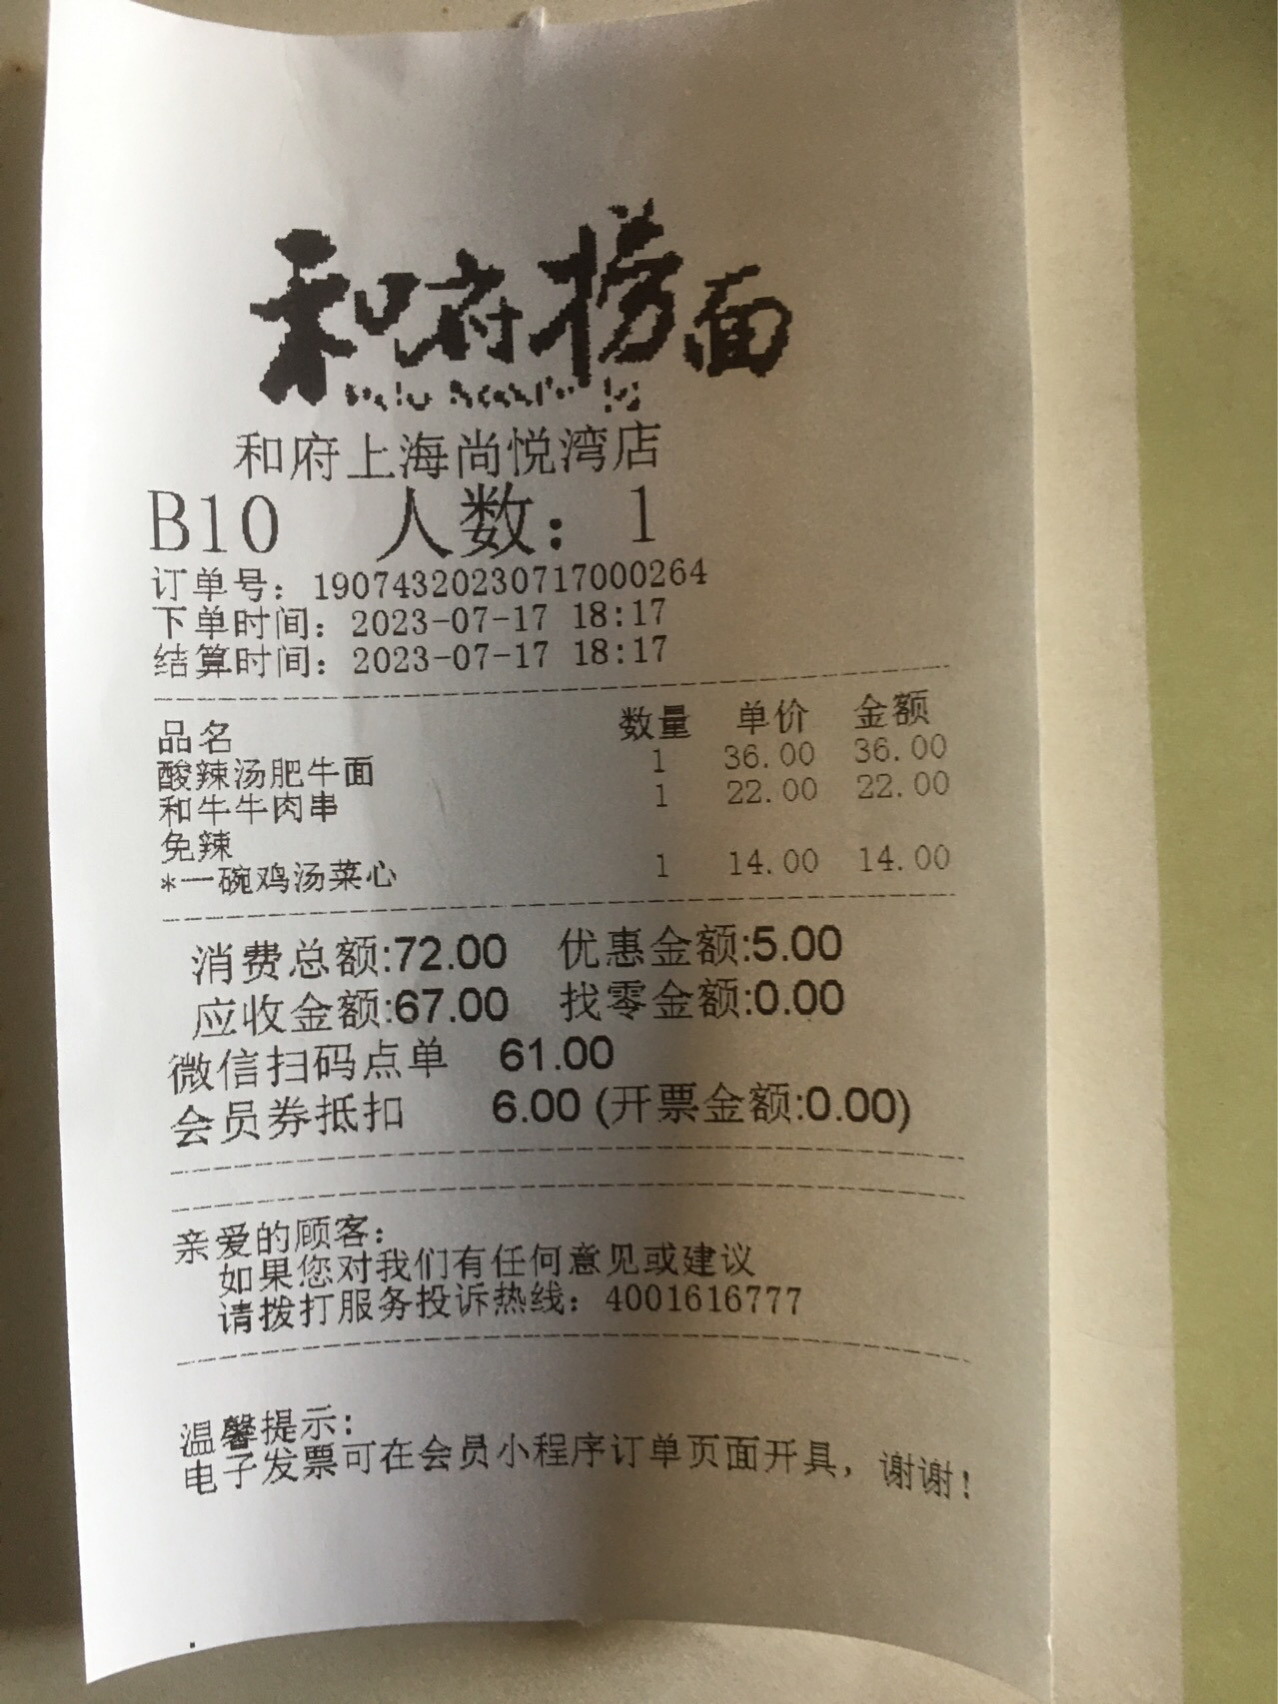 和府捞面
和府上海尚悦湾店
B10 人数： 1
订单号： 19074320230717000264
下单时间： 2023-07-17 18:17
结算时间： 2023-07-17 18:17
品名 数量 单价 金额
酸辣汤肥牛面 1 36.00 36.00
和牛牛肉串 1 22.00 22.00
免辣
*一碗鸡汤菜心 1 14.00 14.00
消费总额:72.00 优惠金额:5.00
应收金额:67.00 找零金额:0.00
微信扫码点单 61.00
会员券抵扣 6.00 (开票金额:0.00)
亲爱的顾客：
如果您对我们有任何意见或建议
请拨打服务投诉热线： 4001616777
温馨提示：
电子发票可在会员小程序订单页面开具，谢谢！